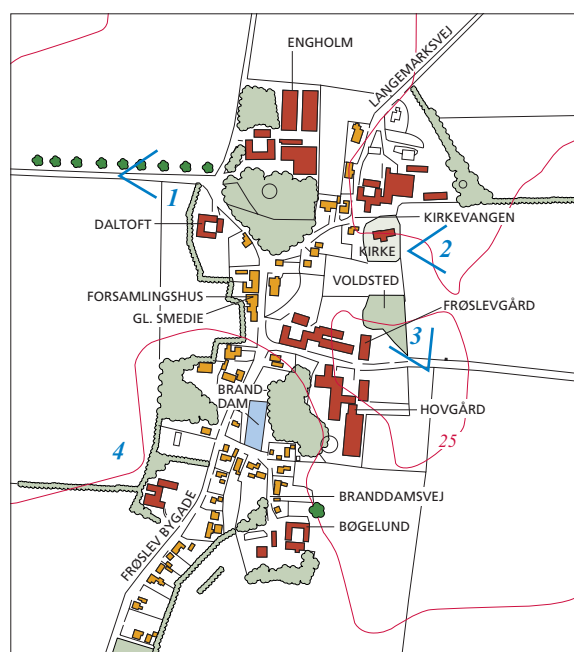 ENGHOLM
LANGEMARKSVEJ
1
DALTOFT
KIRKEVANGEN
KIRKE
2
VOLDSTED
FORSAMLINGSHUS
GL. SMEDIE
FRØSLEVGÅRD
3
BRAND-
DAM
HOVGÅRD
4
25
BRANDDAMSVEJ
FRØSLEV BYGADE
BØGELUND